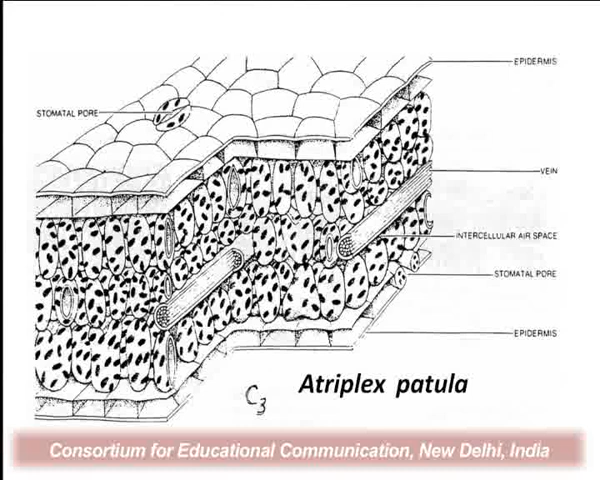 EPIDERMIS
STOMATAL PORE
VEIN
INTERCELLULAR AIR SPACE
STOMATAL PORE
EPIDERMIS
C3
Atriplex patula
Consortium for Educational Communication, New Delhi, India